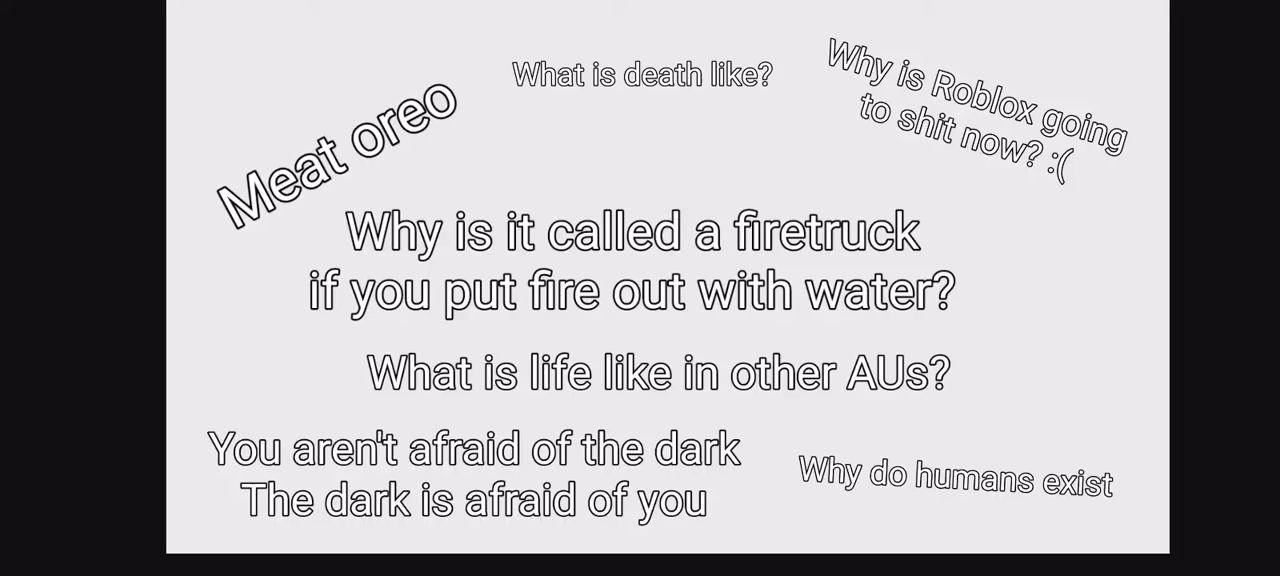 What is death like?
Why is Roblox going
to shit now? :(
Meat oreo
Why is it called a firetruck
if you put fire out with water?
What is life like in other AUs?
You aren't afraid of the dark
The dark is afraid of you
Why do humans exist